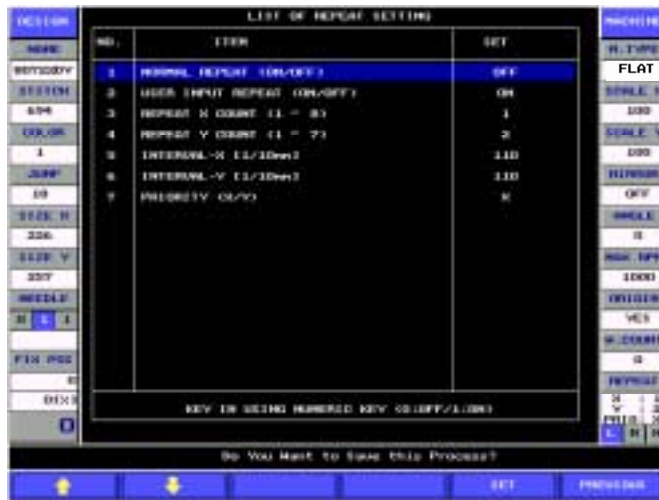 LIST OF REPEAT SETTING
DESIGN
MACHINE
NO.
ITEM
SET
NAME
FLAT
1 NORMAL REPEAT (ON/OFF) OFF
2 USER INPUT REPEAT (ON/OFF) ON
3 REPEAT X COUNT (1 ~ 8) 1
4 REPEAT Y COUNT (1 ~ 7) 2
5 INTERVAL-X [1/10mm] 110
6 INTERVAL-Y [1/10mm] 110
7 PRIORITY (X/Y) X
STITCH
694
COLOR
1
JUMP
10
SIZE X
226
SIZE Y
NEEDLE
FIX POS
SCALE X
100
SCALE Y
100
MIRROR
OFF
ANGLE
0
MAX RPM
1000
ORIGIN
YES
0
REPEAT
KEY IN USING NUMERIC KEY (0:OFF/1:ON)
Do You Want to Save this Process?
SET
PREVIOUS